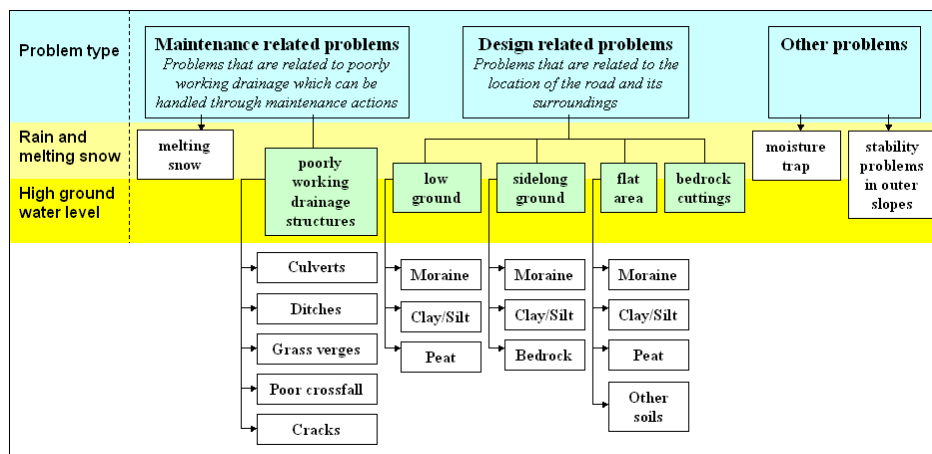 Problem type
Maintenance related problems
Problems that are related to poorly
working drainage which can be
handled through maintenance actions
Design related problems
Problems that are related to the
location of the road and its
surroundings
Other problems
Rain and
melting snow
High ground
water level
melting
snow
poorly
working
drainage
structures
low
ground
sidelong
ground
flat
area
bedrock
cuttings
moisture
trap
stability
problems
in outer
slopes
Culverts
Ditches
Grass verges
Poor crossfall
Cracks
Moraine
Clay/Silt
Peat
Moraine
Clay/Silt
Bedrock
Moraine
Clay/Silt
Peat
Other
soils